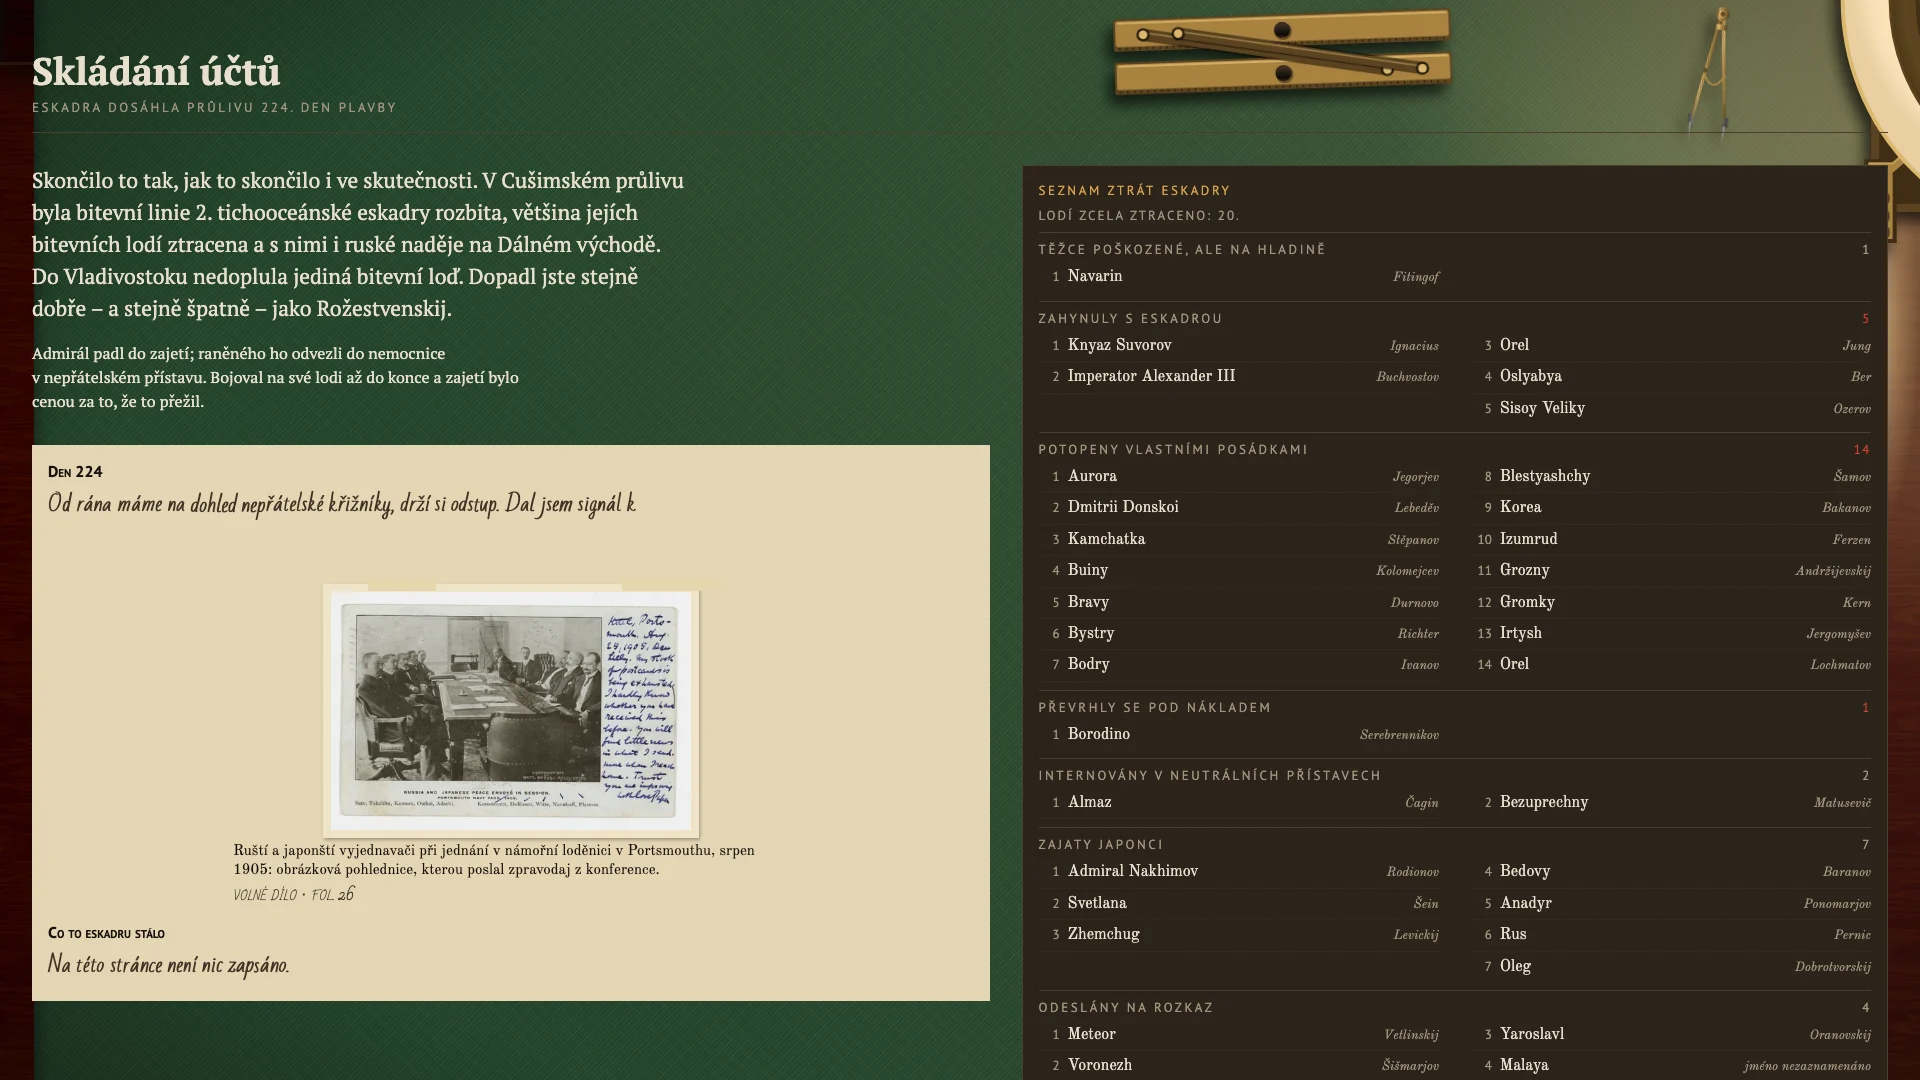 Skládání účtů
ESKADRA DOSÁHLA PRŮLIVU 224. DEN PLAVBY
Skončilo to tak, jak to skončilo i ve skutečnosti. V Cušimském průlivu
byla bitevní linie 2. tichooceánské eskadry rozbita, většina jejích
bitevních lodí ztracena a s nimi i ruské naděje na Dálném východě.
Do Vladivostoku nedoplula jediná bitevní loď. Dopadl jste stejně
dobře – a stejně špatně – jako Rožestvenskij.
Admirál padl do zajetí; raněného ho odvezli do nemocnice
v nepřátelském přístavu. Bojoval na své lodi až do konce a zajetí bylo
cenou za to, že to přežil.
DEN 224
Od rána máme na dohled nepřátelské křižníky, drží si odstup. Dal jsem signál k
RUSSIA AND JAPANESE PEACE ENVOYS IN SESSION.
Ruští a japonští vyjednavači při jednání v námořní loděnici v Portsmouthu, srpen
1905: obrázková pohlednice, kterou poslal zpravodaj z konference.
VOLNÉ DÍLO · FOL. 26
CO TO ESKADRU STÁLO
Na této stránce není nic zapsáno.
SEZNAM ZTRÁT ESKADRY
LODÍ ZCELA ZTRACENO: 20.
TĚŽCE POŠKOZENÉ, ALE NA HLADINĚ 1
1 Navarin Fitingof
ZAHYNULY S ESKADROU 5
1 Knyaz Suvorov Ignacius
2 Imperator Alexander III Buchvostov
3 Orel Jung
4 Oslyabya Ber
5 Sisoy Veliky Ozerov
POTOPENY VLASTNÍMI POSÁDKAMI 14
1 Aurora Jegorjev
2 Dmitrii Donskoi Lebeděv
3 Kamchatka Stěpanov
4 Buiny Kolomejcev
5 Bravy Durnovo
6 Bystry Richter
7 Bodry Ivanov
8 Blestyashchy Šamov
9 Korea Bakanov
10 Izumrud Ferzen
11 Grozny Andržijevskij
12 Gromky Kern
13 Irtysh Jergomyšev
14 Orel Lochmatov
PŘEVRHLY SE POD NÁKLADEM 1
1 Borodino Serebrennikov
INTERNOVÁNY V NEUTRÁLNÍCH PŘÍSTAVECH 2
1 Almaz Čagin
2 Bezuprechny Matusevič
ZAJATY JAPONCI 7
1 Admiral Nakhimov Rodionov
2 Svetlana Šein
3 Zhemchug Levickij
4 Bedovy Baranov
5 Anadyr Ponomarjov
6 Rus Pernic
7 Oleg Dobrotvorskij
ODESLÁNY NA ROZKAZ 4
1 Meteor Vetlinskij
2 Voronezh Šišmarjov
3 Yaroslavl Oranovskij
4 Malaya jméno nezaznamenáno